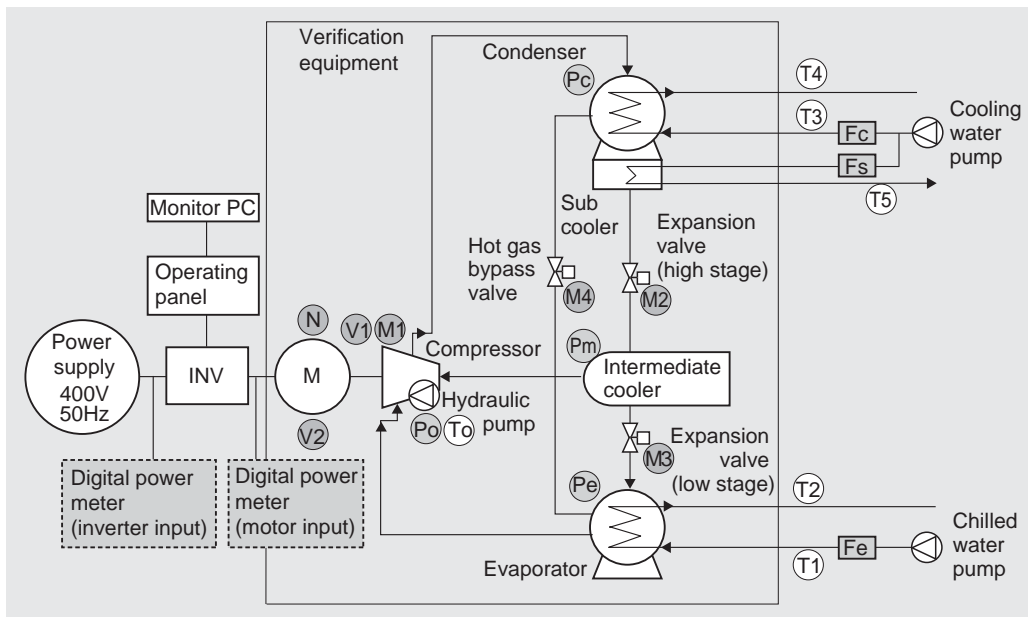 Verification
equipment
Condenser
Pc
T4
T3
Fc
Cooling
water
pump
Fs
T5
Sub
cooler
Monitor PC
Operating
panel
Hot gas
bypass
valve
Expansion
valve
(high stage)
M4
M2
Power
supply
400V
50Hz
INV
N
M
V2
V1
M1
Compressor
Pm
Intermediate
cooler
Hydraulic
pump
Po
To
M3
Expansion
valve
(low stage)
Digital power
meter
(inverter input)
Digital power
meter
(motor input)
Pe
T2
Evaporator
T1
Fe
Chilled
water
pump